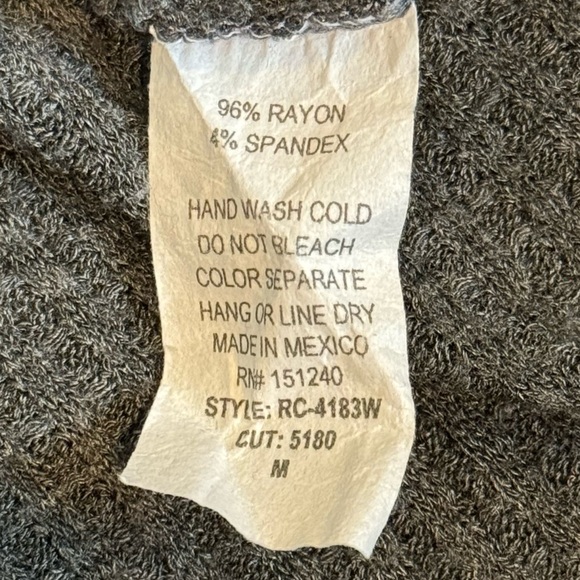 96% RAYON
4% SPANDEX
HAND WASH COLD
DO NOT BLEACH
COLOR SEPARATE
HANG OR LINE DRY
MADE IN MEXICO
RN# 151240
STYLE: RC-4183W
CUT: 5180
M